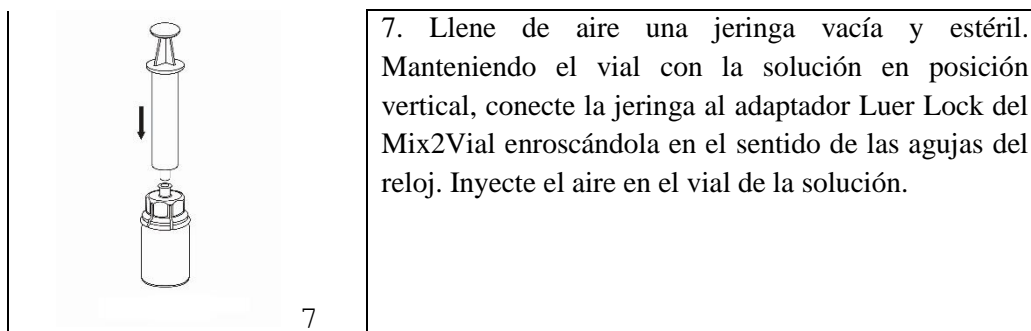 7. Llene de aire una jeringa vacía y estéril.
Manteniendo el vial con la solución en posición
vertical, conecte la jeringa al adaptador Luer Lock del
Mix2Vial enroscándola en el sentido de las agujas del
reloj. Inyecte el aire en el vial de la solución.
7